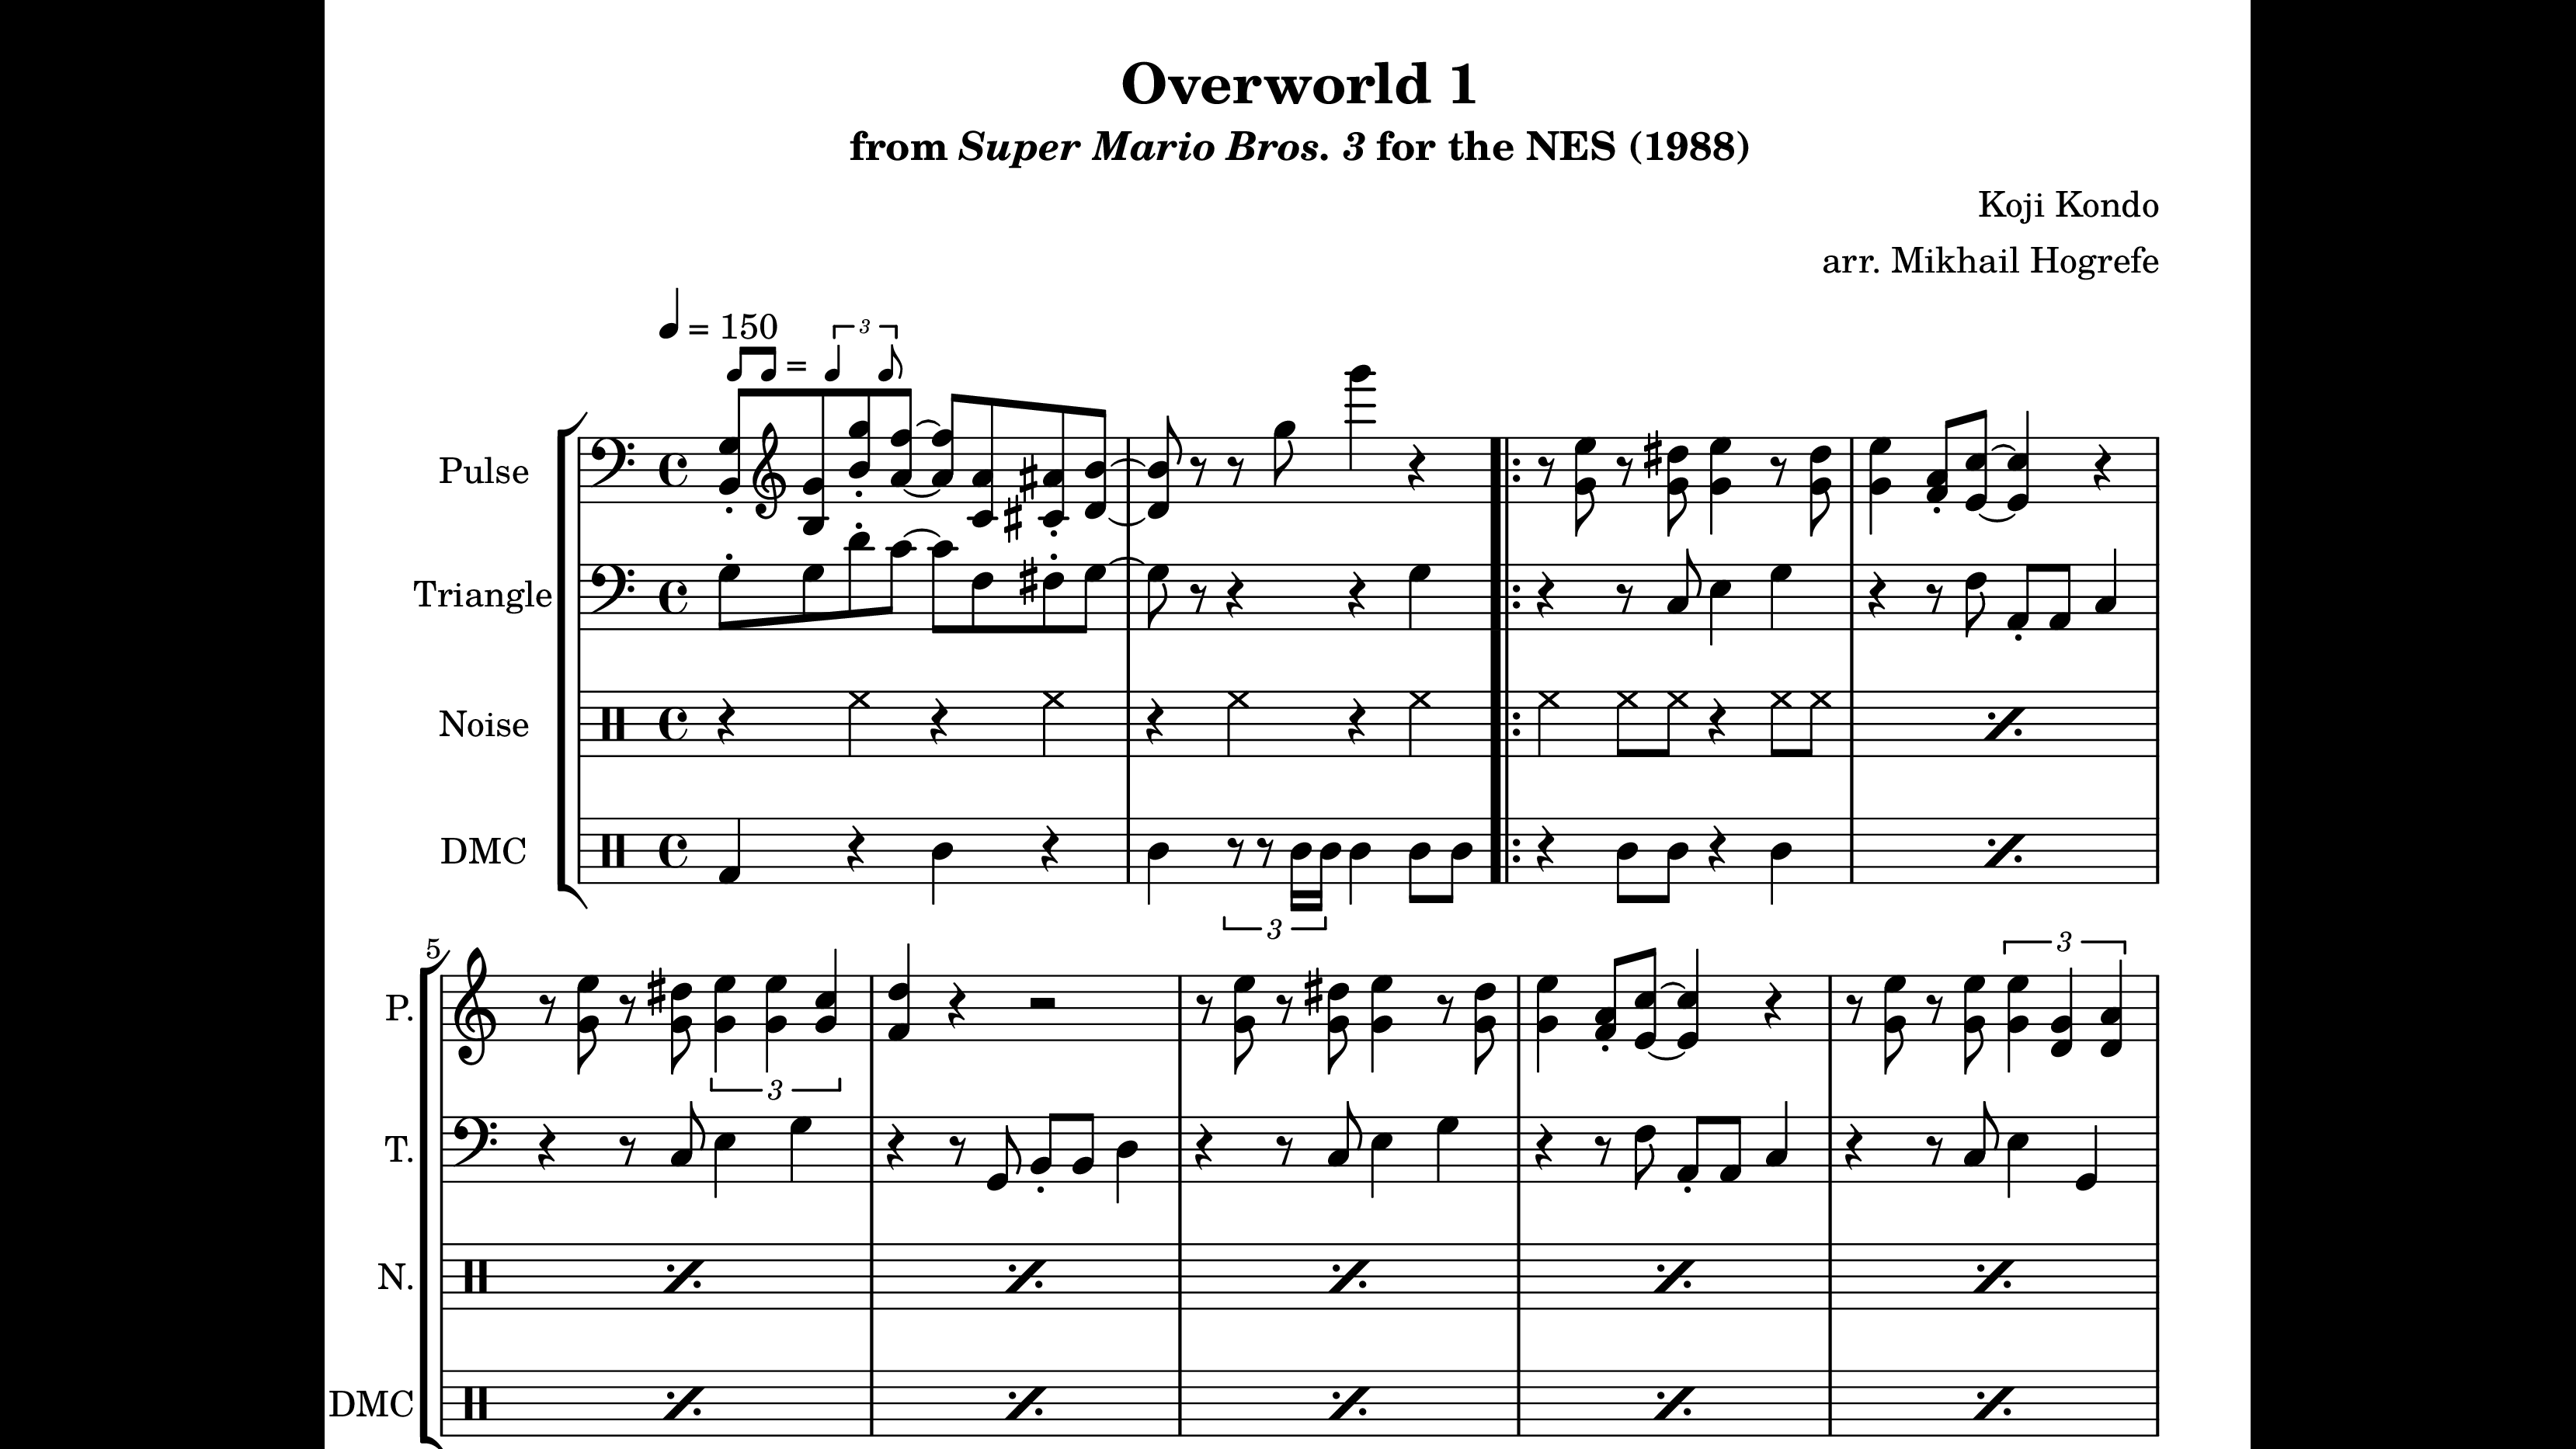 Overworld 1
from Super Mario Bros. 3 for the NES (1988)
Koji Kondo
arr. Mikhail Hogrefe
= 150
= 3
Pulse
Triangle
Noise
DMC
3
5
3
P.
3
T.
N.
DMC